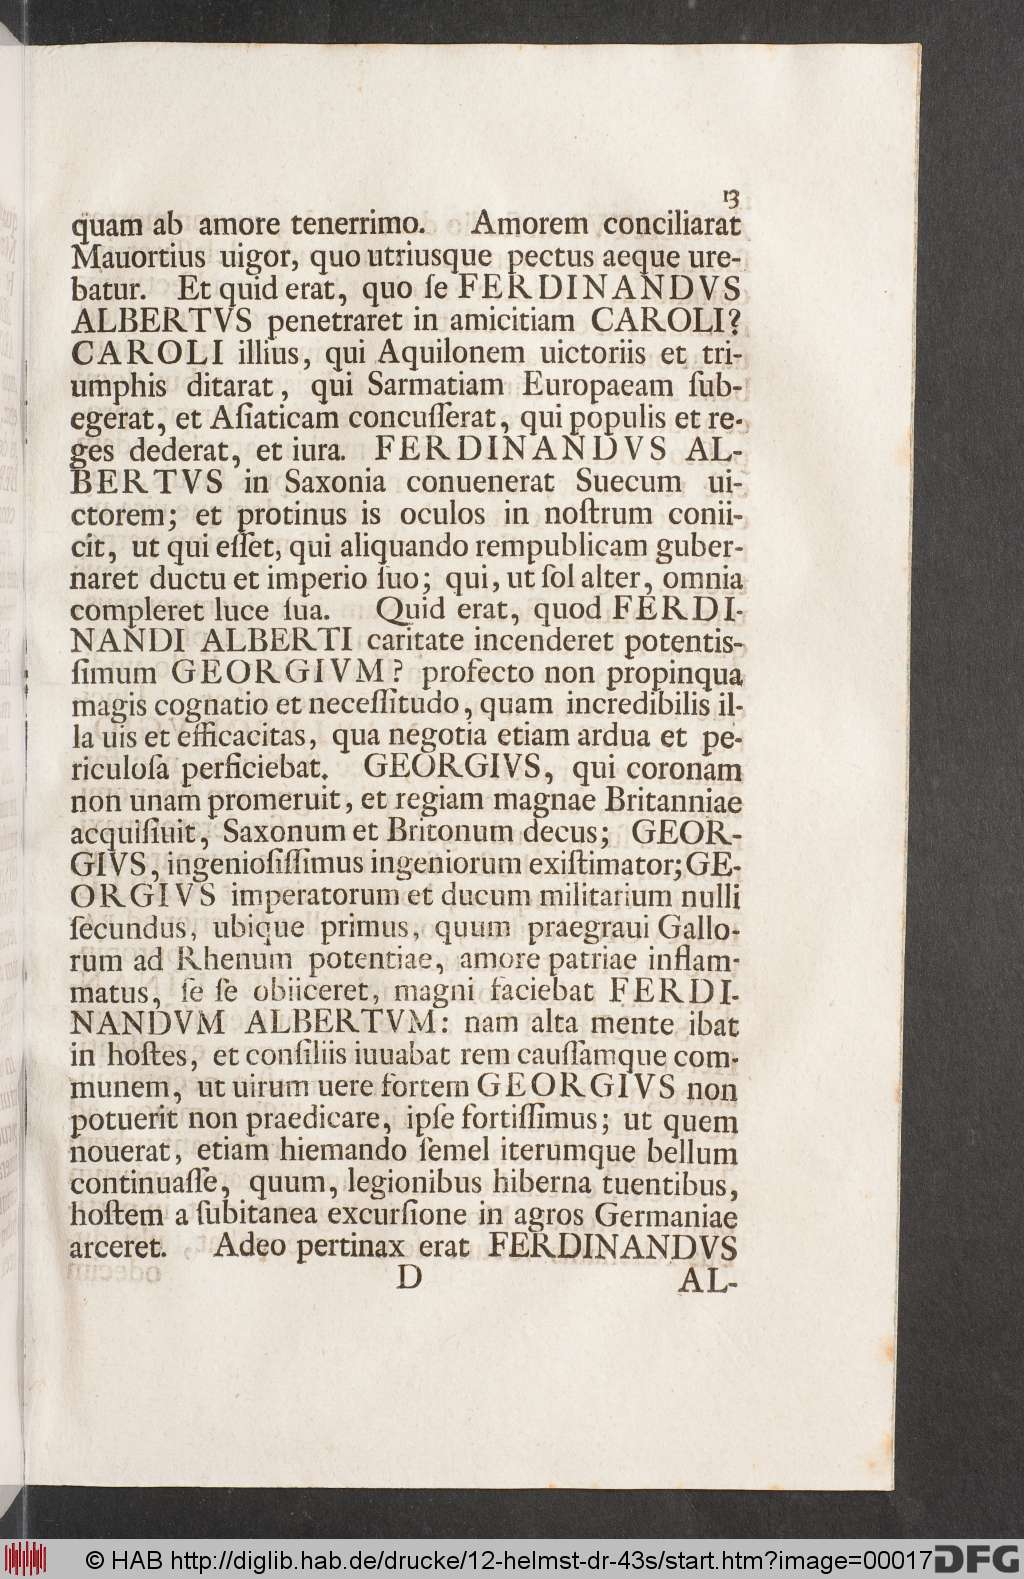 13
quam ab amore tenerrimo. Amorem conciliarat
Mauortius uigor, quo utriusque pectus aeque ure-
batur. Et quid erat, quo ſe FERDINANDVS
ALBERTVS penetraret in amicitiam CAROLI?
CAROLI illius, qui Aquilonem uictoriis et tri-
umphis ditarat, qui Sarmatiam Europaeam ſub-
egerat, et Aſiaticam concuſſerat, qui populis et re-
ges dederat, et iura. FERDINANDVS AL-
BERTVS in Saxonia conuenerat Suecum ui-
ctorem; et protinus is oculos in noſtrum conii-
cit, ut qui eſſet, qui aliquando rempublicam guber-
naret ductu et imperio ſuo; qui, ut ſol alter, omnia
compleret luce ſua. Quid erat, quod FERDI-
NANDI ALBERTI caritate incenderet potentis-
ſimum GEORGIVM? profecto non propinqua
magis cognatio et neceſſitudo, quam incredibilis il-
la uis et efficacitas, qua negotia etiam ardua et pe-
riculoſa perficiebat. GEORGIVS, qui coronam
non unam promeruit, et regiam magnae Britanniae
acquiſiuit, Saxonum et Britonum decus; GEOR-
GIVS, ingenioſiſſimus ingeniorum exiſtimator; GE-
ORGIVS imperatorum et ducum militarium nulli
ſecundus, ubique primus, quum praegraui Gallo-
rum ad Rhenum potentiae, amore patriae inflam-
matus, ſe ſe obiiceret, magni faciebat FERDI-
NANDVM ALBERTVM: nam alta mente ibat
in hoſtes, et conſiliis iuuabat rem cauſſamque com-
munem, ut uirum uere fortem GEORGIVS non
potuerit non praedicare, ipſe fortiſſimus; ut quem
nouerat, etiam hiemando ſemel iterumque bellum
continuaſſe, quum, legionibus hiberna tuentibus,
hoſtem a ſubitanea excurſione in agros Germaniae
arceret. Adeo pertinax erat FERDINANDVS
D AL-
© HAB http://diglib.hab.de/drucke/12-helmst-dr-43s/start.htm?image=00017 DFG